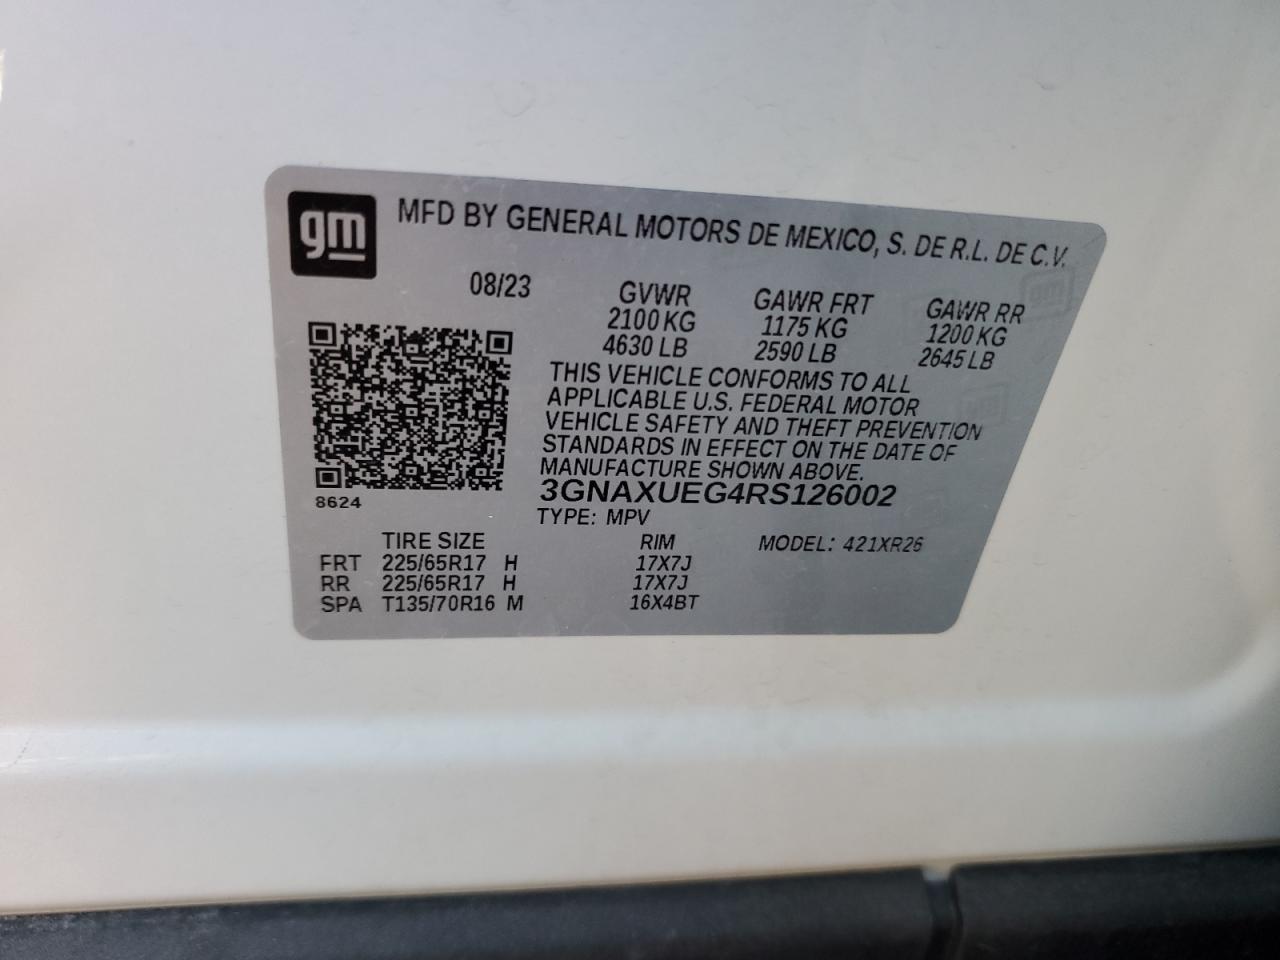 gm
MFD BY GENERAL MOTORS DE MEXICO, S. DE R.L. DE C.V.
08/23 GVWR GAWR FRT GAWR RR
2100 KG 1175 KG 1200 KG
4630 LB 2590 LB 2645 LB
THIS VEHICLE CONFORMS TO ALL
APPLICABLE U.S. FEDERAL MOTOR
VEHICLE SAFETY AND THEFT PREVENTION
STANDARDS IN EFFECT ON THE DATE OF
MANUFACTURE SHOWN ABOVE.
3GNAXUEG4RS126002
8624
TYPE: MPV
TIRE SIZE RIM MODEL: 421XR26
FRT 225/65R17 H 17X7J
RR 225/65R17 H 17X7J
SPA T135/70R16 M 16X4BT